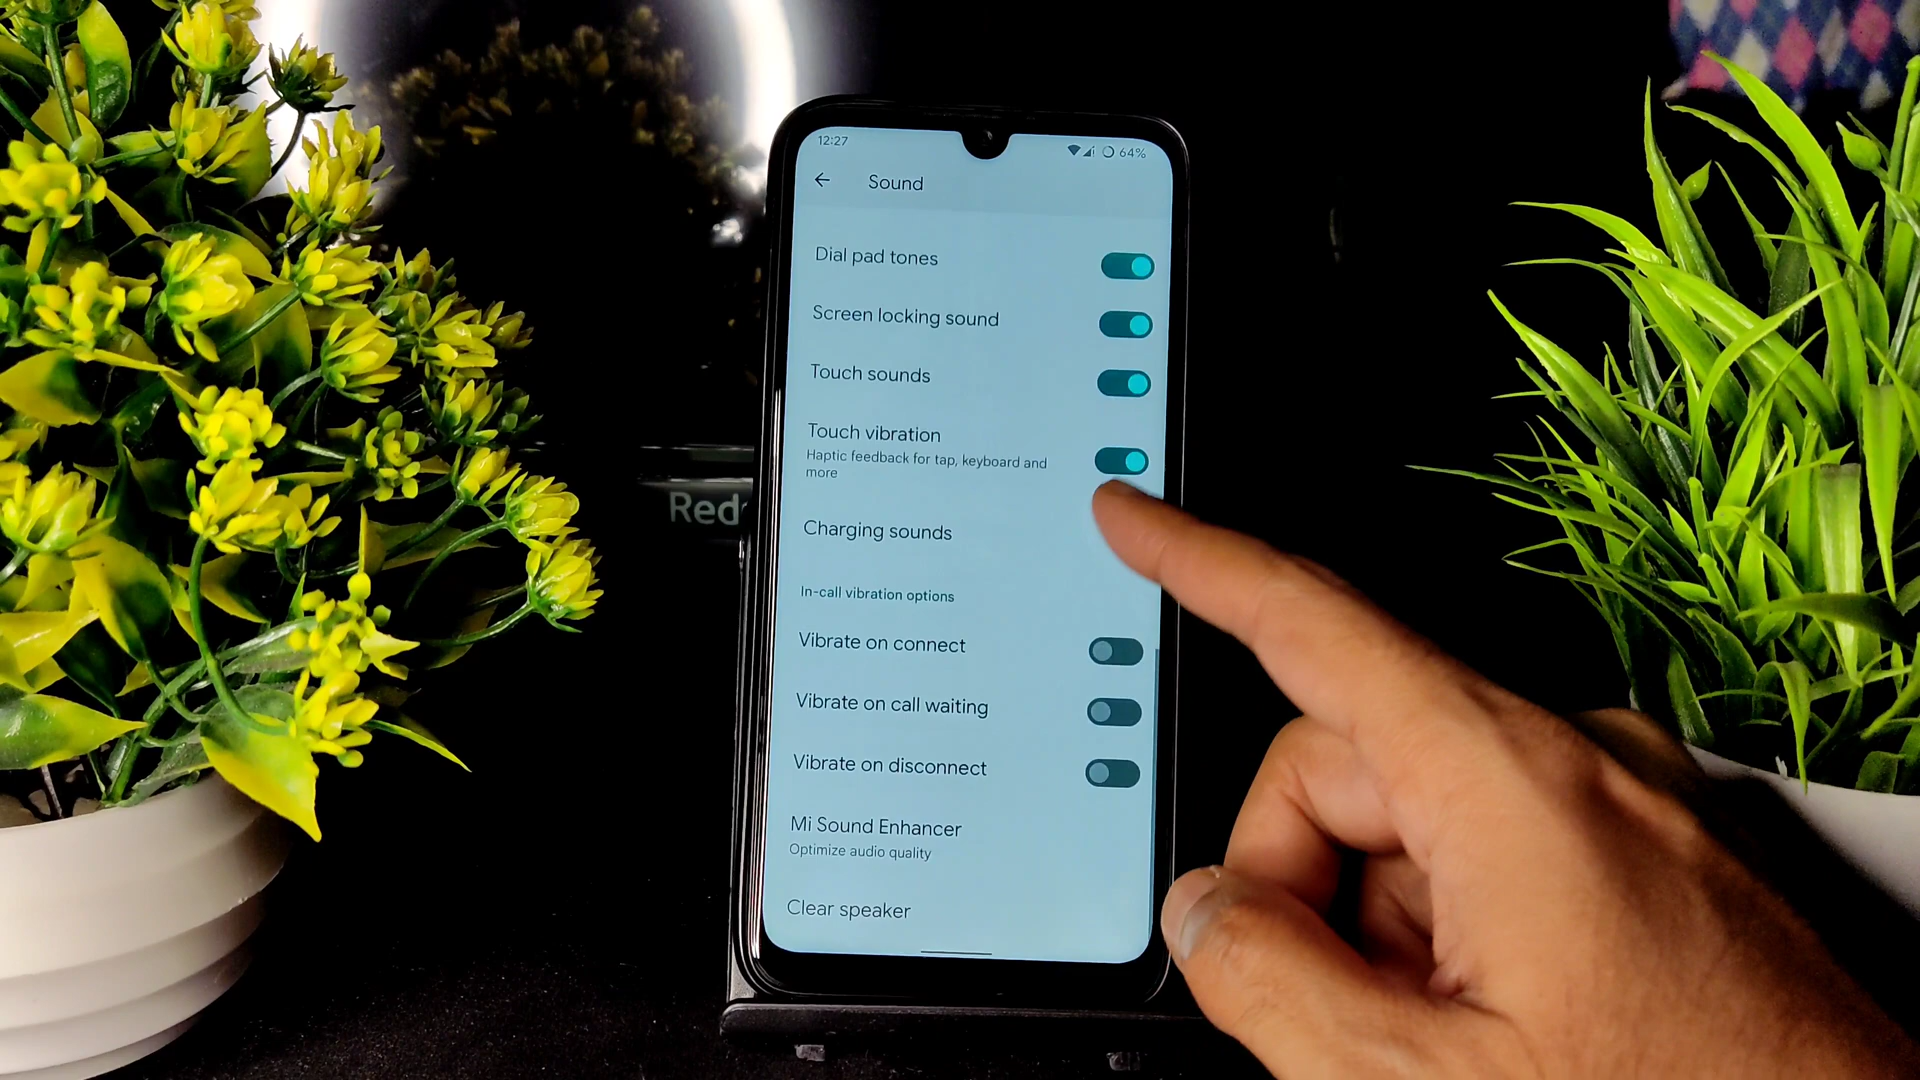 12:27
64%
Sound
Dial pad tones
Screen locking sound
Touch sounds
Touch vibration
Haptic feedback for tap, keyboard and
more
Red
Charging sounds
In-call vibration options
Vibrate on connect
Vibrate on call waiting
Vibrate on disconnect
Mi Sound Enhancer
Optimize audio quality
Clear speaker